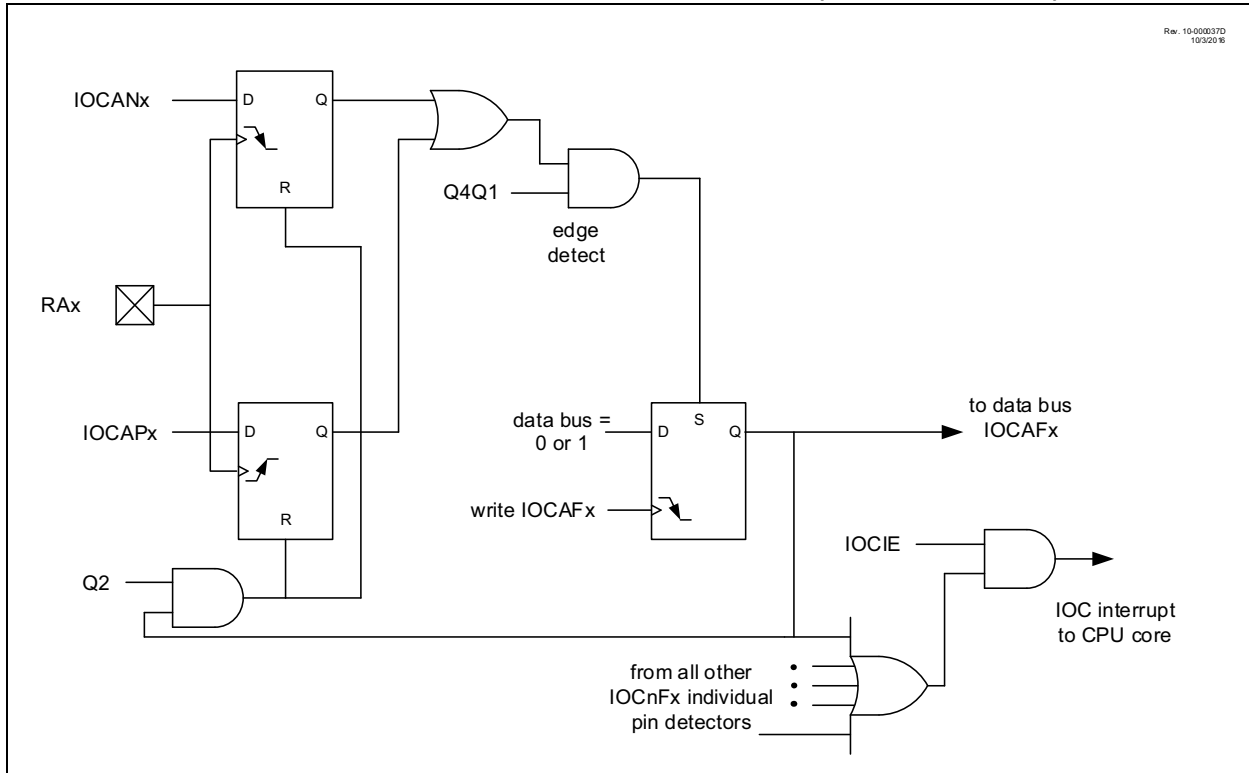 Rev. 10-000037D
10/3/2016
IOCANx
D
Q
R
Q4Q1
edge
detect
RAx
IOCAPx
D
Q
R
data bus =
0 or 1
S
D
Q
to data bus
IOCAFx
write IOCAFx
IOCIE
Q2
IOC interrupt
to CPU core
from all other
IOCnFx individual
pin detectors